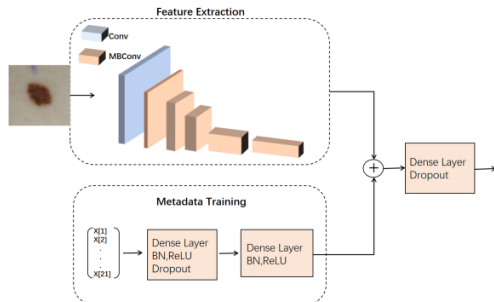 Feature Extraction
Conv
MBConv
Dense Layer
Dropout
Metadata Training
X[1]
X[2]
.
.
X[21]
Dense Layer
BN,ReLU
Dropout
Dense Layer
BN,ReLU